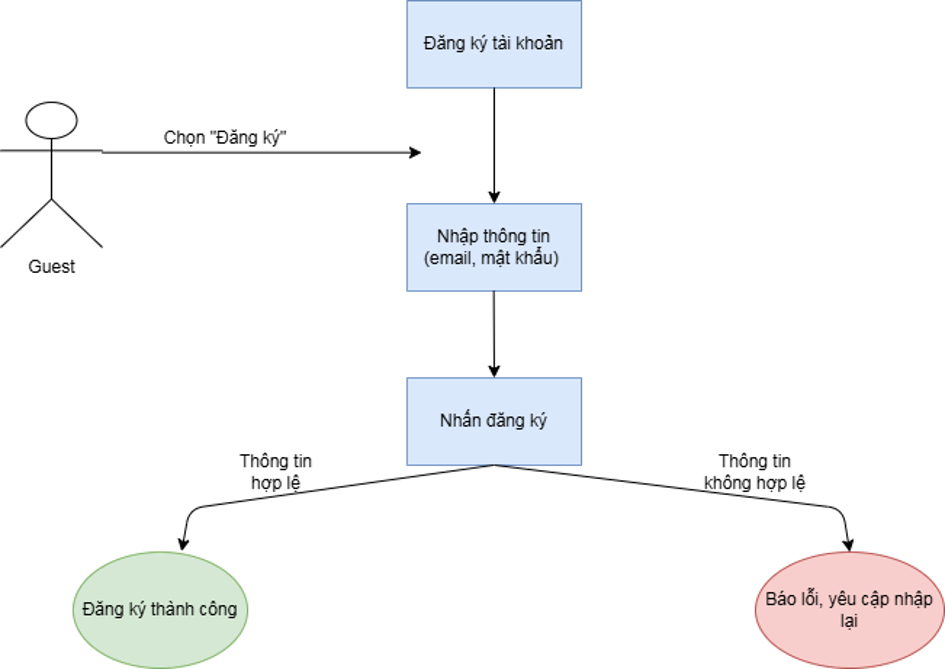 Đăng ký tài khoản
Chọn "Đăng ký"
Guest
Nhập thông tin
(email, mật khẩu)
Nhấn đăng ký
Thông tin
hợp lệ
Thông tin
không hợp lệ
Đăng ký thành công
Báo lỗi, yêu cập nhập
lại